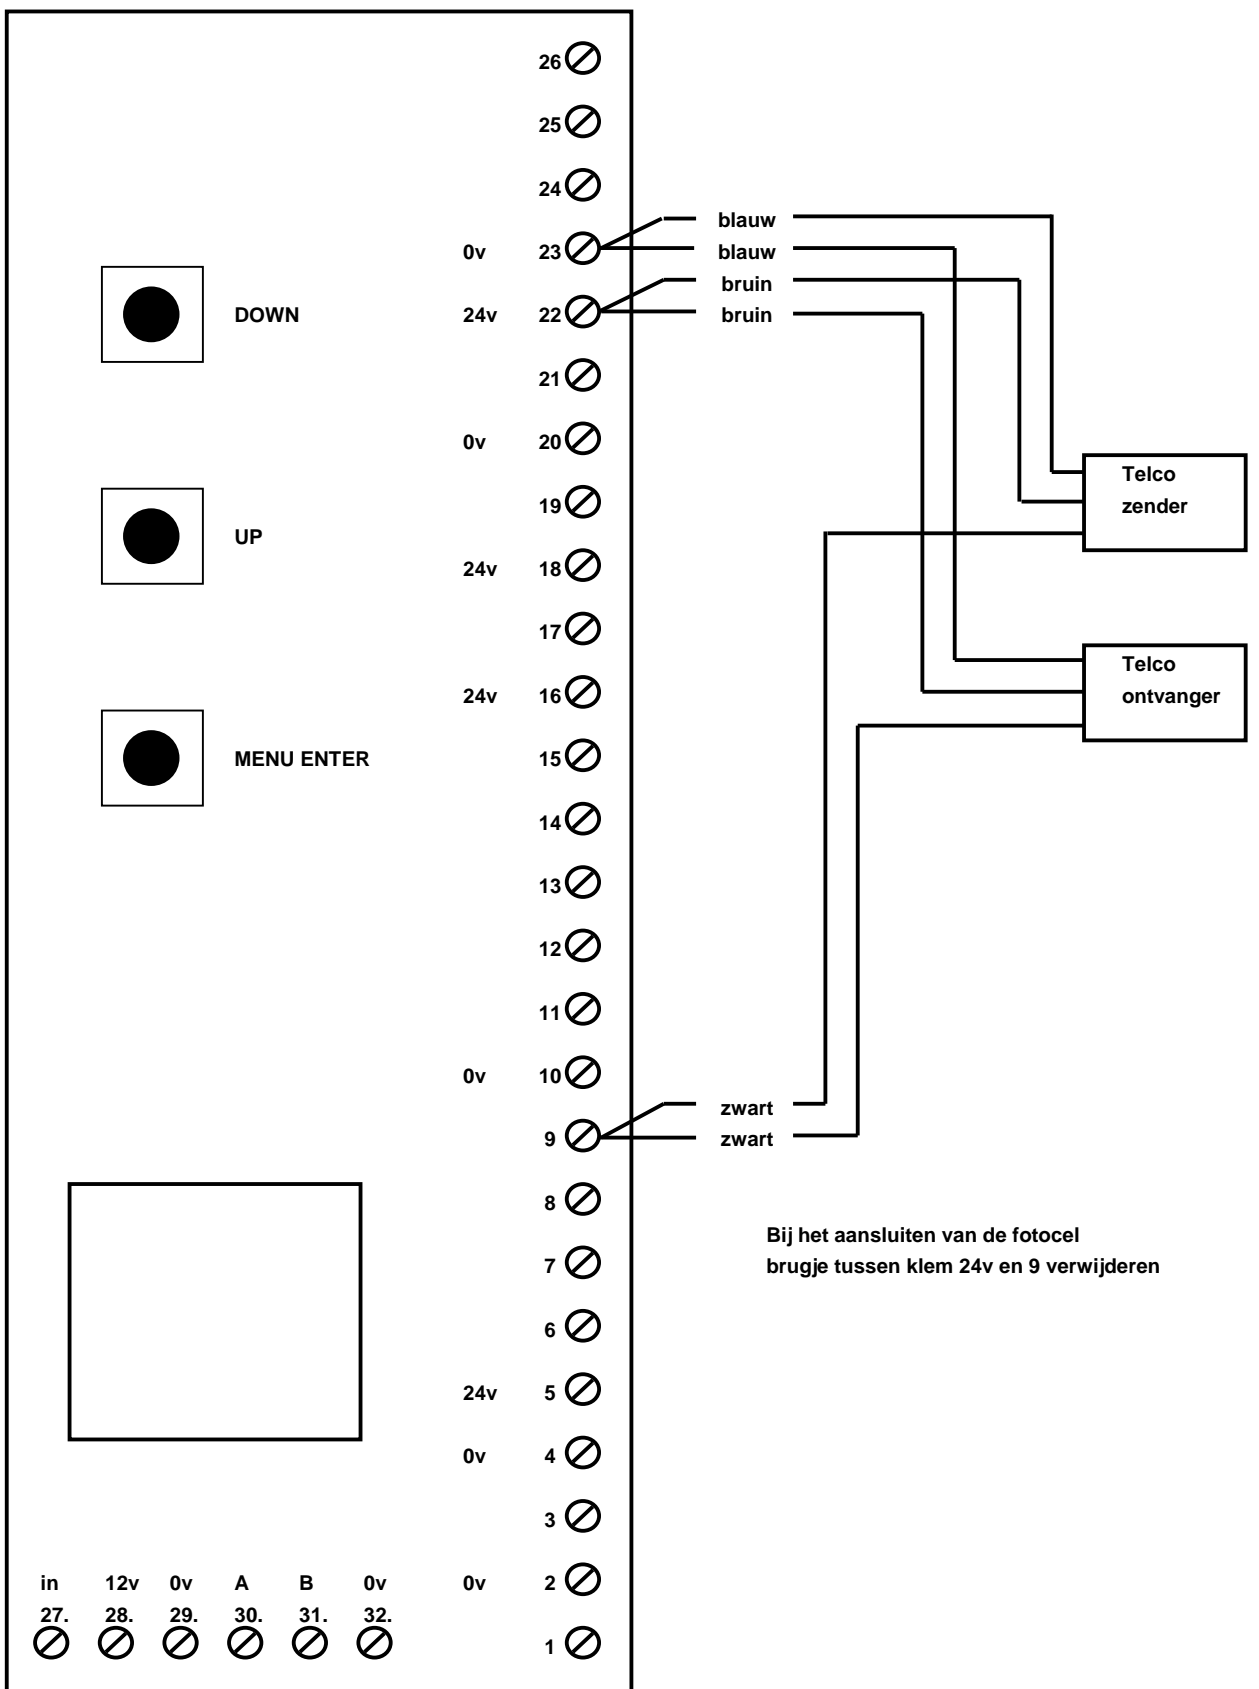 26
25
24
blauw
0v 23 blauw
bruin
DOWN 24v 22 bruin
21
0v 20
Telco
19 zender
UP
24v 18
17
Telco
24v 16 ontvanger
MENU ENTER 15
14
13
12
11
0v 10
zwart
9 zwart
8
Bij het aansluiten van de fotocel
7 brugje tussen klem 24v en 9 verwijderen
6
24v 5
0v 4
3
in 12v 0v A B 0v 0v 2
27. 28. 29. 30. 31. 32.
1